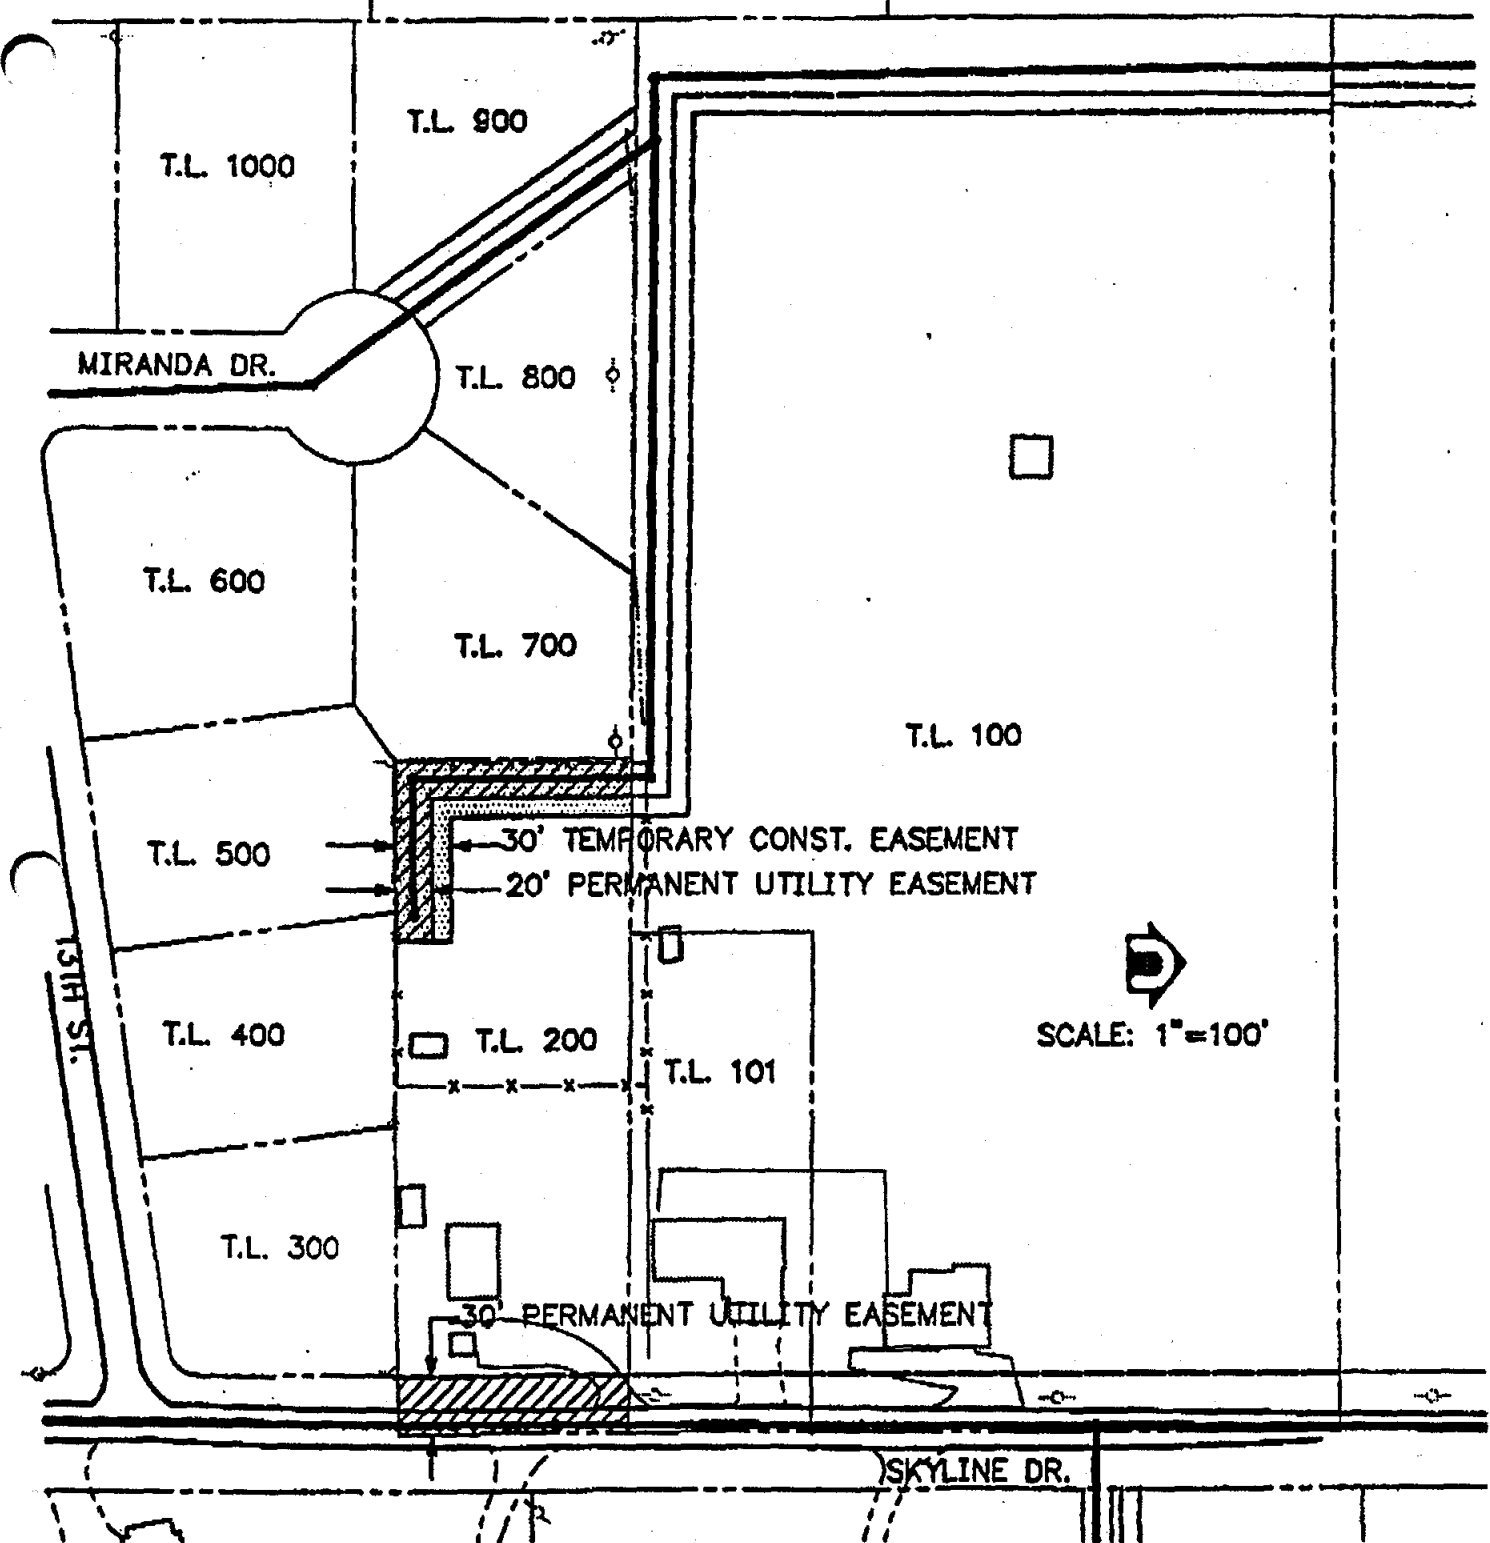 T.L. 900
T.L. 1000
MIRANDA DR.
T.L. 800
T.L. 600
T.L. 700
T.L. 100
30' TEMPORARY CONST. EASEMENT
T.L. 500
20' PERMANENT UTILITY EASEMENT
13TH ST.
T.L. 400
T.L. 200
SCALE: 1"=100'
T.L. 101
T.L. 300
30' PERMANENT UTILITY EASEMENT
SKYLINE DR.